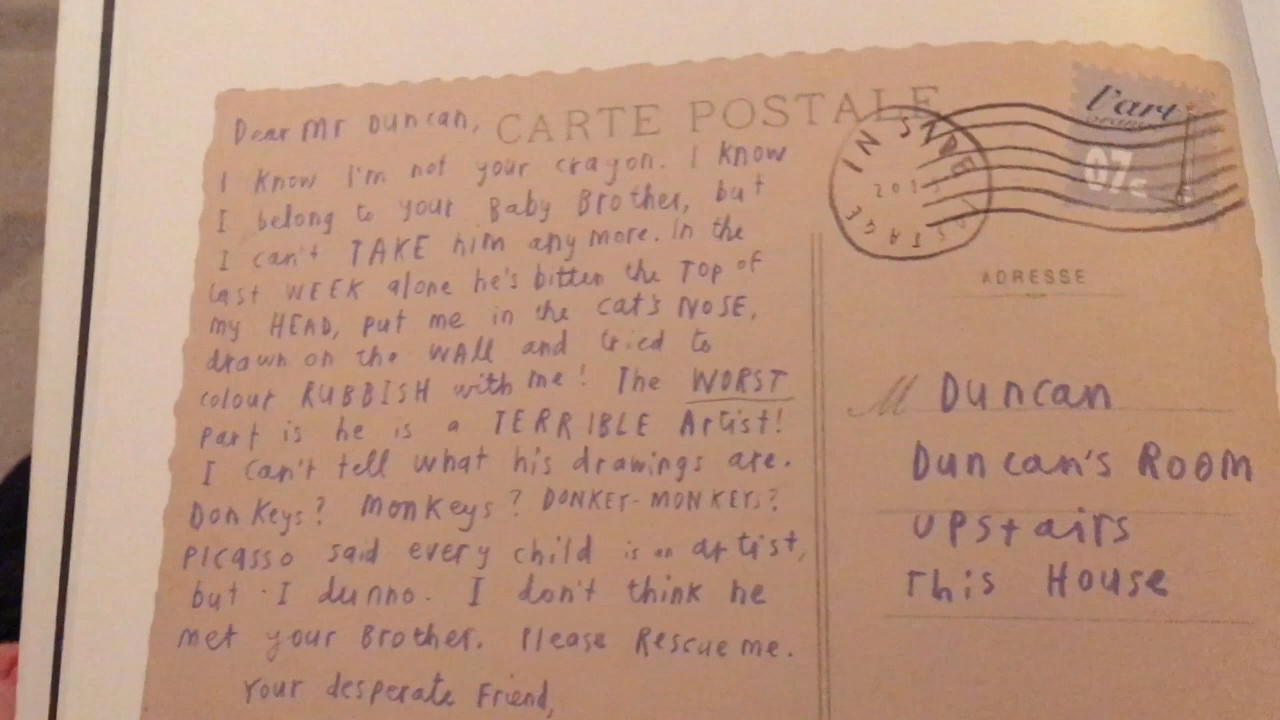 CARTE POSTALE
Dear Mr Duncan,
I know I'm not your crayon. I know
I belong to your Baby Brother, but
I can't TAKE him any more. In the
last WEEK alone he's bitten the TOP of
my HEAD, put me in the cat's NOSE,
drawn on the WAll and tried to
colour RUBBISH with me! The WORST
part is he is a TERRIBLE Artist!
I can't tell what his drawings are.
Donkeys? Monkeys? DONKEY-MONKEYS?
Picasso said every child is an artist,
but I dunno. I don't think he
met your Brother. Please Rescue me.
Your desperate Friend,
l'art
07c
IN SIDE
201
ADRESSE
M Duncan
Duncan's Room
Upstairs
This House